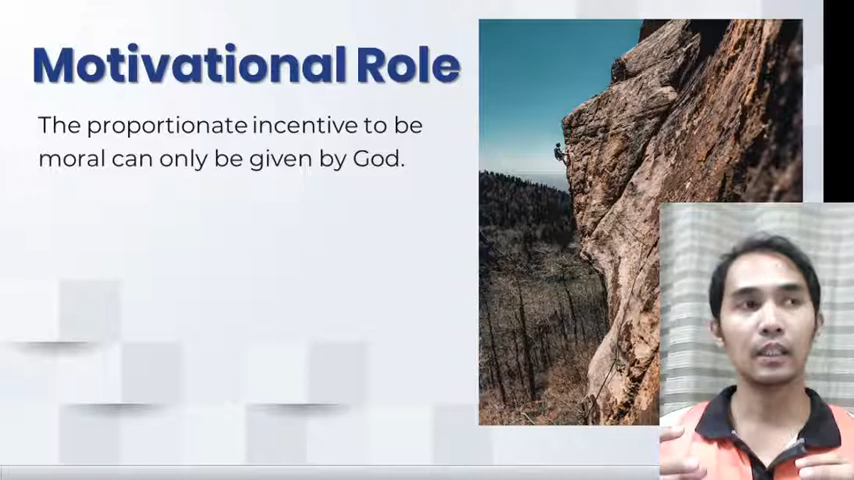 Motivational Role
The proportionate incentive to be
moral can only be given by God.